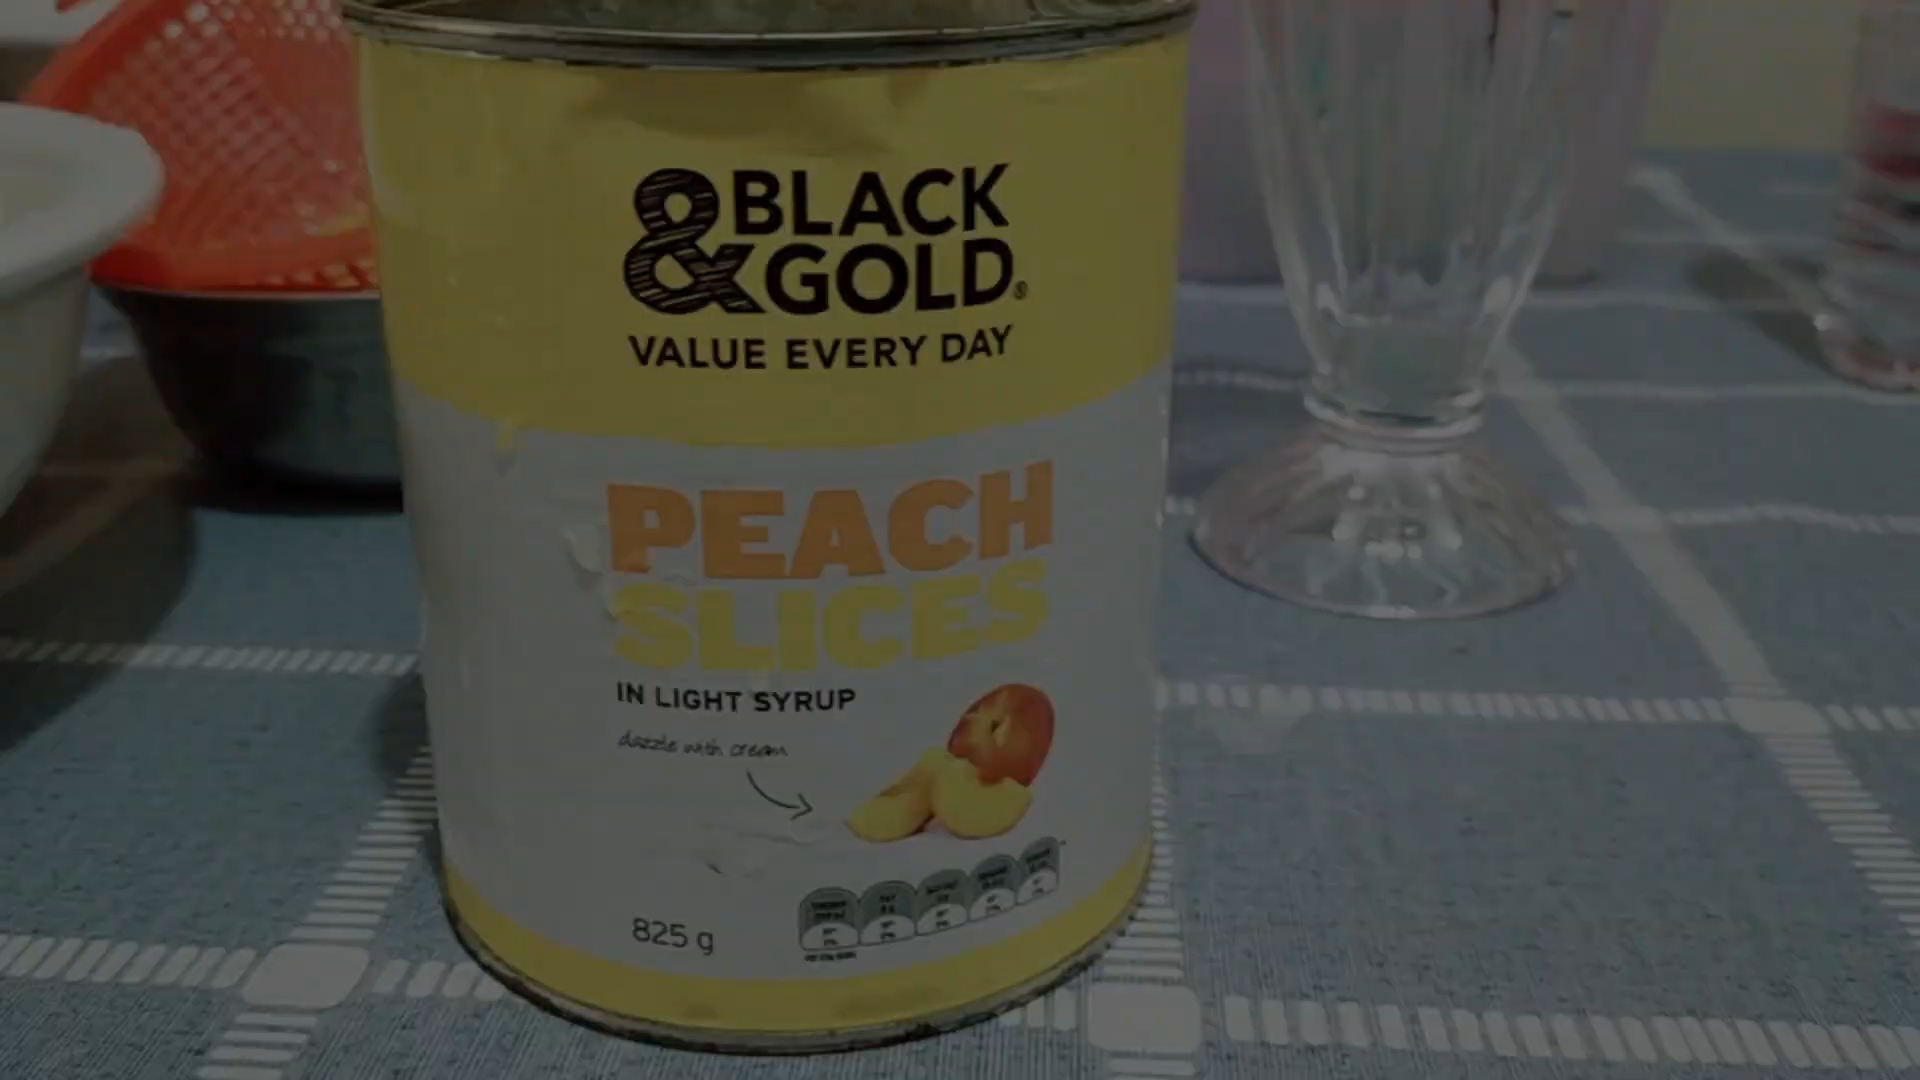 &BLACK
GOLD®
VALUE EVERY DAY
PEACH
SLICES
IN LIGHT SYRUP
dazzle with cream
825 g